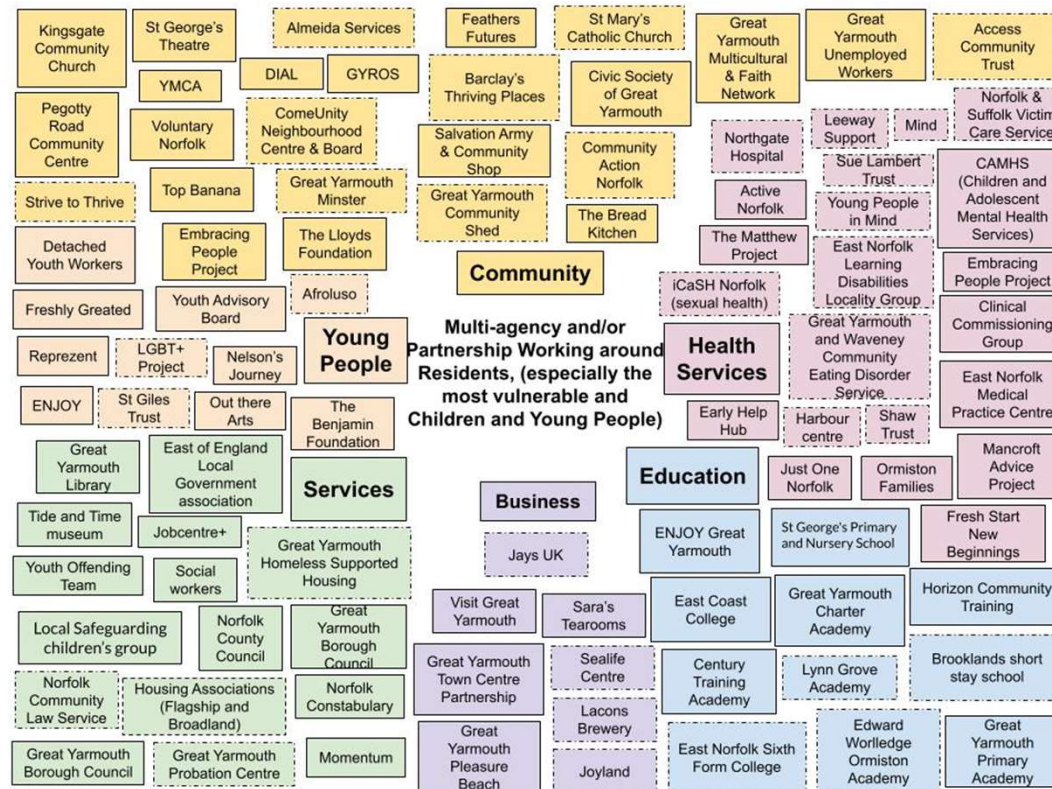 Kingsgate
Community
Church
St George's
Theatre
Almeida Services
Feathers
Futures
St Mary's
Catholic Church
Great
Yarmouth
Multicultural
& Faith
Network
Great
Yarmouth
Unemployed
Workers
Access
Community
Trust
YMCA
DIAL
GYROS
Barclay's
Thriving Places
Civic Society
of Great
Yarmouth
Pegotty
Road
Community
Centre
Voluntary
Norfolk
ComeUnity
Neighbourhood
Centre & Board
Salvation Army
& Community
Shop
Community
Action
Norfolk
Northgate
Hospital
Leeway
Support
Mind
Norfolk &
Suffolk Victim
Care Service
Sue Lambert
Trust
CAMHS
(Children and
Adolescent
Mental Health
Services)
Strive to Thrive
Top Banana
Great Yarmouth
Minster
Great Yarmouth
Community
Shed
The Bread
Kitchen
Active
Norfolk
Young People
in Mind
Detached
Youth Workers
Embracing
People
Project
The Lloyds
Foundation
Community
The Matthew
Project
East Norfolk
Learning
Disabilities
Locality Group
Embracing
People Project
Freshly Greated
Youth Advisory
Board
Afroluso
iCaSH Norfolk
(sexual health)
Clinical
Commissioning
Group
Reprezent
LGBT+
Project
Nelson's
Journey
Young
People
Multi-agency and/or
Partnership Working around
Residents, (especially the
most vulnerable and
Children and Young People)
Health
Services
Great Yarmouth
and Waveney
Community
Eating Disorder
Service
East Norfolk
Medical
Practice Centre
ENJOY
St Giles
Trust
Out there
Arts
The
Benjamin
Foundation
Early Help
Hub
Harbour
centre
Shaw
Trust
Great
Yarmouth
Library
East of England
Local
Government
association
Services
Business
Education
Just One
Norfolk
Ormiston
Families
Mancroft
Advice
Project
Tide and Time
museum
Jobcentre+
Great Yarmouth
Homeless Supported
Housing
Jays UK
ENJOY Great
Yarmouth
St George's Primary
and Nursery School
Fresh Start
New
Beginnings
Youth Offending
Team
Social
workers
Visit Great
Yarmouth
Sara's
Tearooms
East Coast
College
Great Yarmouth
Charter
Academy
Horizon Community
Training
Local Safeguarding
children's group
Norfolk
County
Council
Great
Yarmouth
Borough
Council
Great Yarmouth
Town Centre
Partnership
Sealife
Centre
Century
Training
Academy
Lynn Grove
Academy
Brooklands short
stay school
Norfolk
Community
Law Service
Housing Associations
(Flagship and
Broadland)
Norfolk
Constabulary
Lacons
Brewery
Great Yarmouth
Borough Council
Great Yarmouth
Probation Centre
Momentum
Great
Yarmouth
Pleasure
Beach
Joyland
East Norfolk Sixth
Form College
Edward
Worlledge
Ormiston
Academy
Great
Yarmouth
Primary
Academy